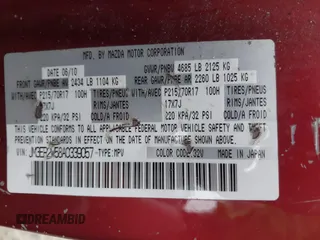 MFD BY MAZDA MOTOR CORPORATION
DATE 06/10 GVWR/PNBV 4685 LB 2125 KG
FRONT GAWR/PNBE AV 2434 LB 1104 KG REAR GAWR/PNBE AR 2260 LB 1025 KG
WITH/AVEC TIRES/PNEU P215/70R17 100H WITH/AVEC TIRES/PNEU P215/70R17 100H
RIMS/JANTES 17X7J RIMS/JANTES 17X7J
COLD/A FROID 220 KPA/32 PSI COLD/A FROID 220 KPA/32 PSI
THIS VEHICLE CONFORMS TO ALL APPLICABLE FEDERAL MOTOR VEHICLE
SAFETY AND THEFT PREVENTION STANDARDS IN EFFECT ON THE DATE OF
MANUFACTURE SHOWN ABOVE.
TYPE:MPV
COLOR CODE:32V MADE IN JAPAN
© AMEBID